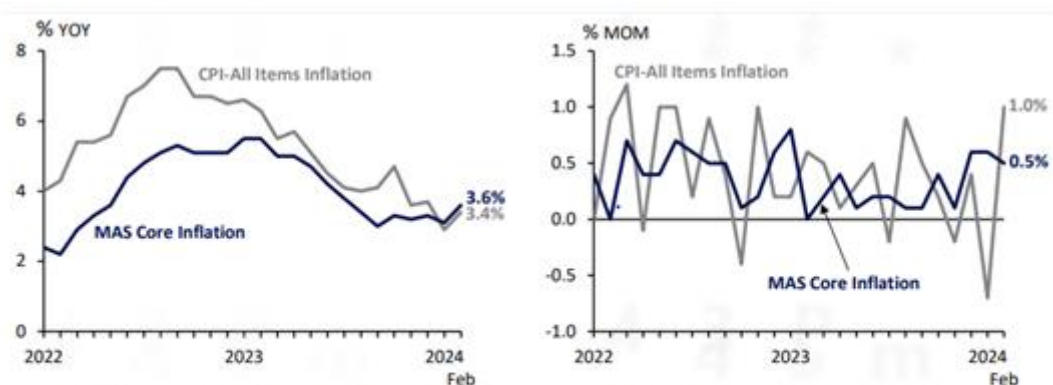 % YOY
8
6
4
2
0
CPI-All Items Inflation
MAS Core Inflation
3.6%
3.4%
2022
2023
2024
Feb
% MOM
1.5
1.0
0.5
0.0
-0.5
-1.0
CPI-All Items Inflation
1.0%
0.5%
MAS Core Inflation
2022
2023
2024
Feb